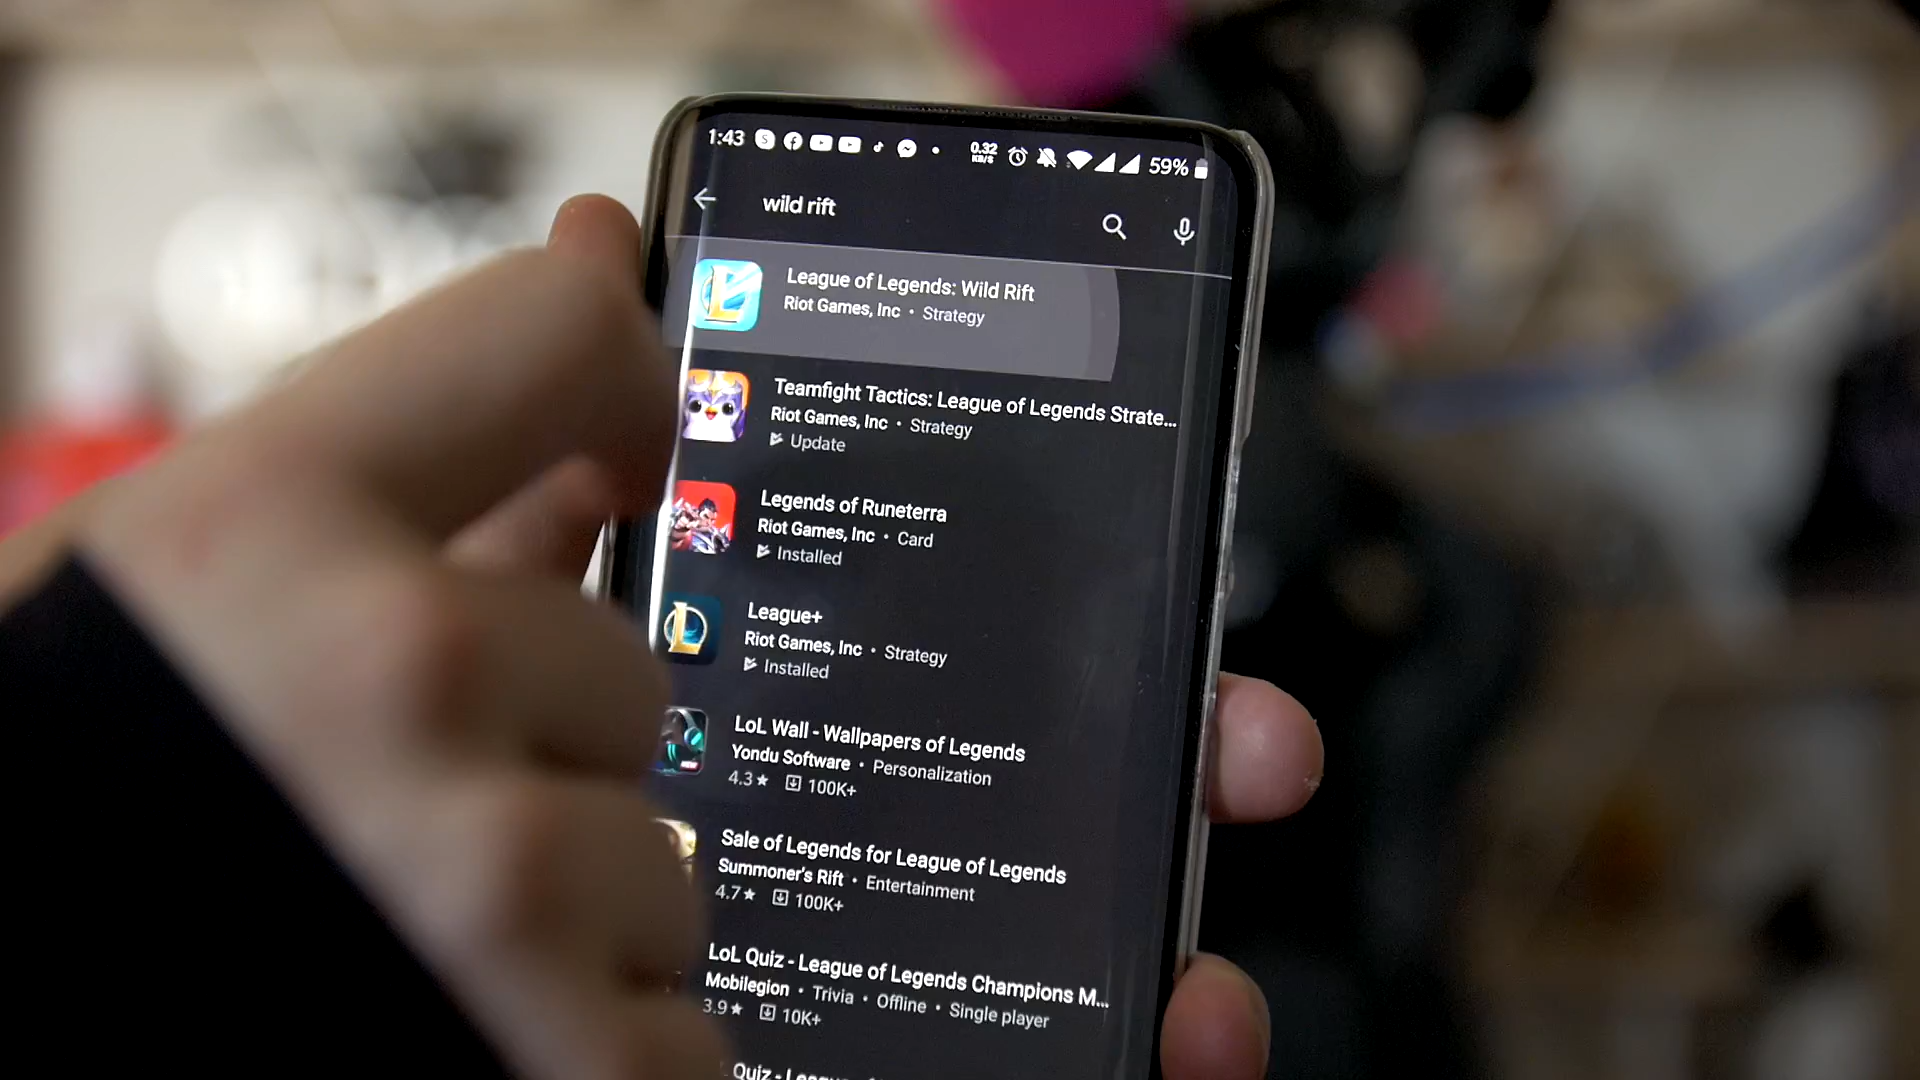 1:43 0.32 KB/S 59%
wild rift
League of Legends: Wild Rift
Riot Games, Inc • Strategy
Teamfight Tactics: League of Legends Strate...
Riot Games, Inc • Strategy
Update
Legends of Runeterra
Riot Games, Inc • Card
Installed
League+
Riot Games, Inc • Strategy
Installed
LoL Wall - Wallpapers of Legends
Yondu Software • Personalization
4.3★ 100K+
Sale of Legends for League of Legends
Summoner's Rift • Entertainment
4.7★ 100K+
LoL Quiz - League of Legends Champions M...
Mobilegion • Trivia • Offline • Single player
3.9★ 10K+
Quiz -